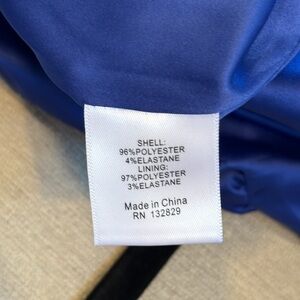 SHELL:
96%POLYESTER
4%ELASTANE
LINING:
97%POLYESTER
3%ELASTANE
Made in China
RN 132829